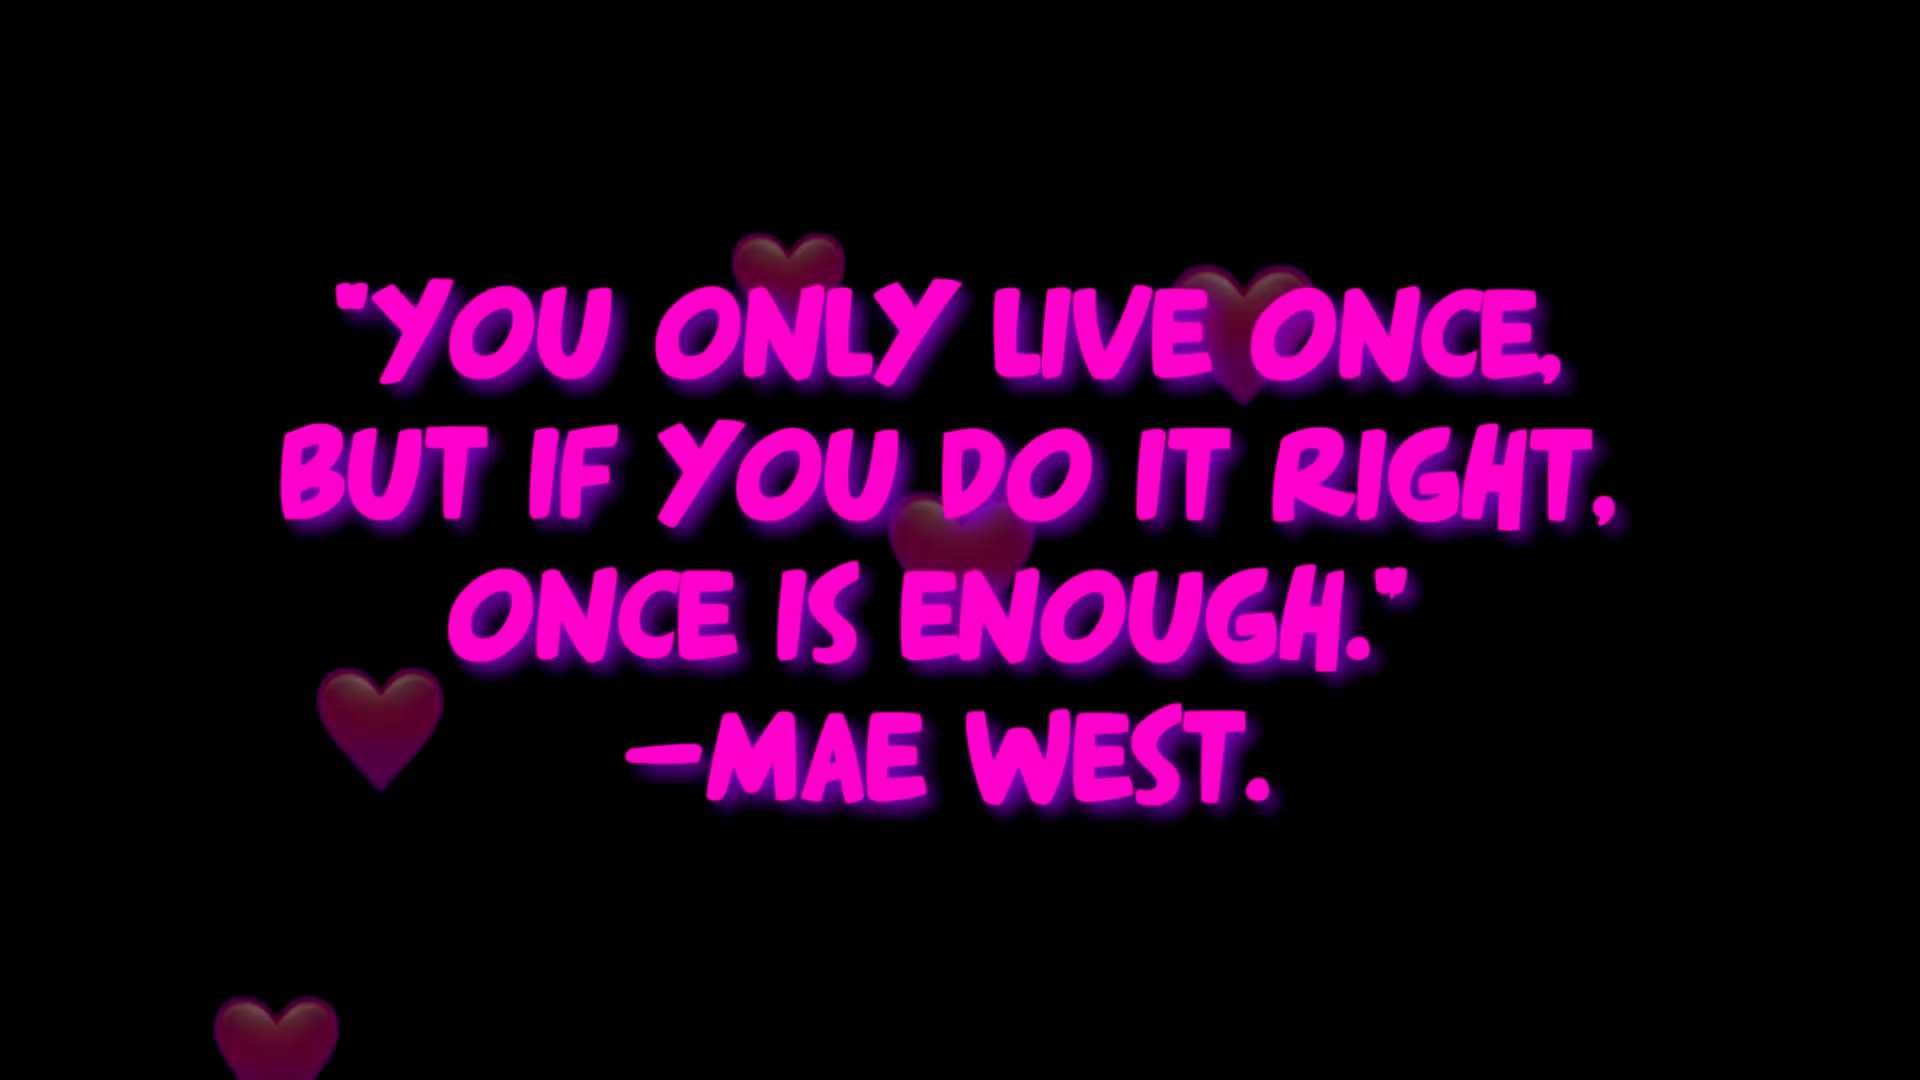 "YOU ONLY LIVE ONCE,
BUT IF YOU DO IT RIGHT,
ONCE IS ENOUGH."
–MAE WEST.